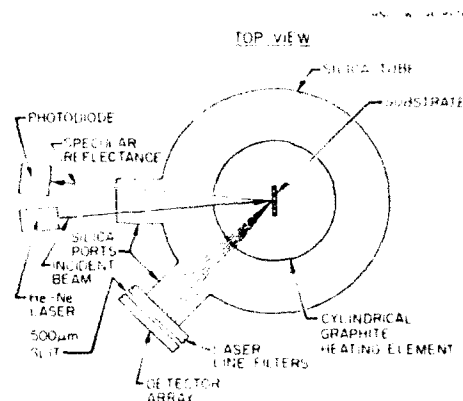 TOP VIEW
SILICA TUBE
SUBSTRATE
PHOTODIODE
SPECULAR
REFLECTANCE
SILICA
PORTS
INCIDENT
BEAM
He-Ne
LASER
500μm
SLIT
LASER
LINE FILTERS
DETECTOR
ARRAY
CYLINDRICAL
GRAPHITE
HEATING ELEMENT